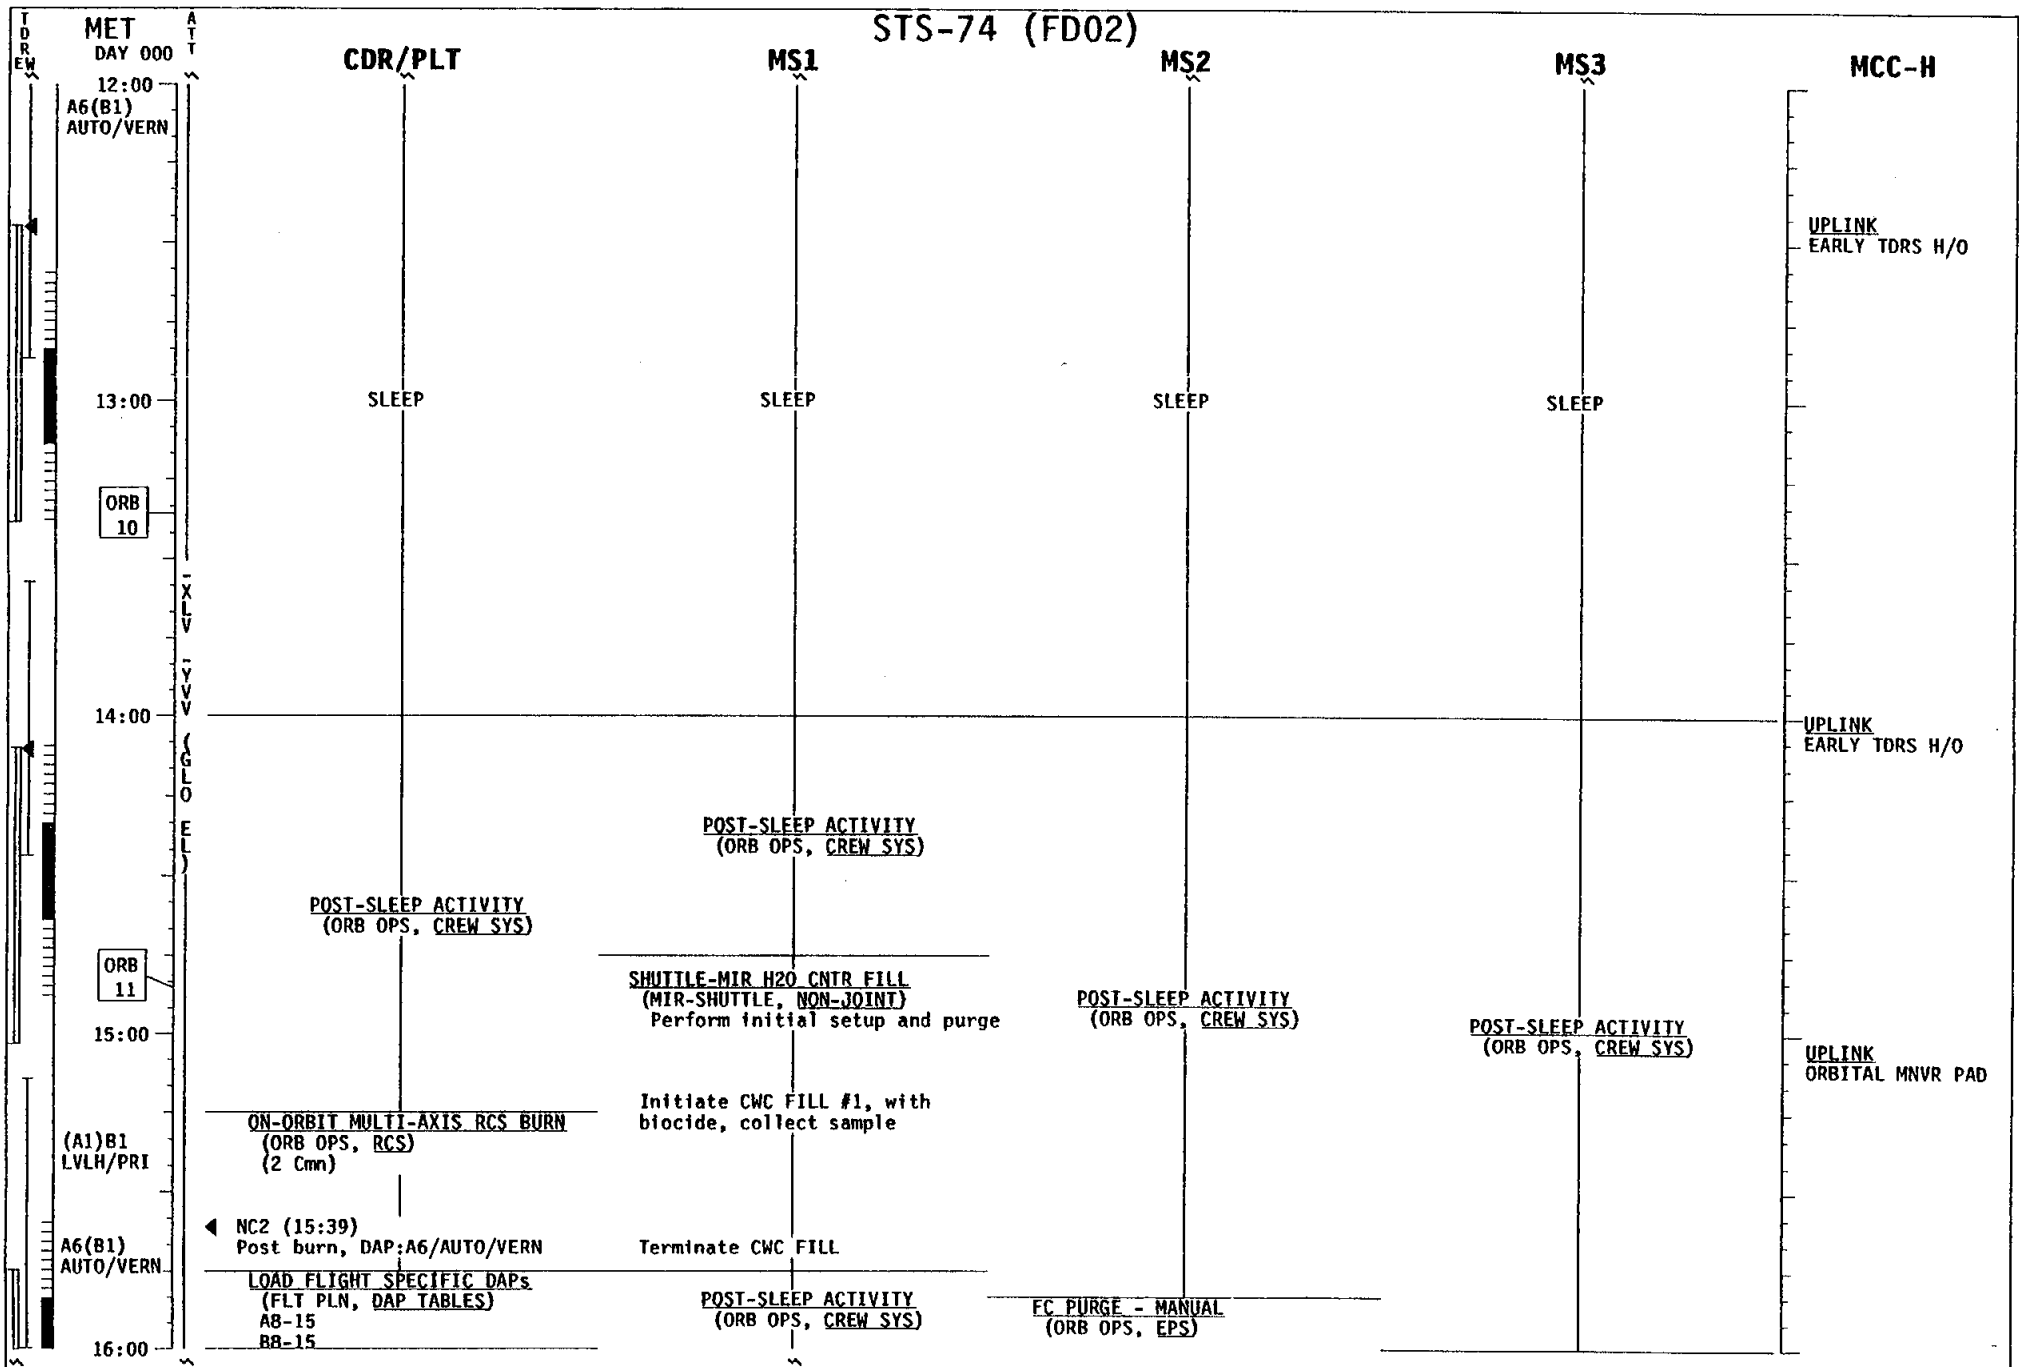 STS-74 (FD02)
TDRE W
MET
DAY 000
ATT
CDR/PLT
MS1
MS2
MS3
MCC-H
12:00
A6(B1)
AUTO/VERN
UPLINK
EARLY TDRS H/O
13:00
SLEEP
SLEEP
SLEEP
SLEEP
ORB
10
-XLV -YVV (GLO EL)
14:00
UPLINK
EARLY TDRS H/O
POST-SLEEP ACTIVITY
(ORB OPS, CREW SYS)
POST-SLEEP ACTIVITY
(ORB OPS, CREW SYS)
ORB
11
SHUTTLE-MIR H2O CNTR FILL
(MIR-SHUTTLE, NON-JOINT)
Perform initial setup and purge
POST-SLEEP ACTIVITY
(ORB OPS, CREW SYS)
POST-SLEEP ACTIVITY
(ORB OPS, CREW SYS)
15:00
UPLINK
ORBITAL MNVR PAD
Initiate CWC FILL #1, with
biocide, collect sample
ON-ORBIT MULTI-AXIS RCS BURN
(ORB OPS, RCS)
(2 Cmn)
(A1)B1
LVLH/PRI
NC2 (15:39)
Post burn, DAP:A6/AUTO/VERN
Terminate CWC FILL
A6(B1)
AUTO/VERN
LOAD FLIGHT SPECIFIC DAPs
(FLT PLN, DAP TABLES)
A8-15
B8-15
POST-SLEEP ACTIVITY
(ORB OPS, CREW SYS)
FC PURGE - MANUAL
(ORB OPS, EPS)
16:00